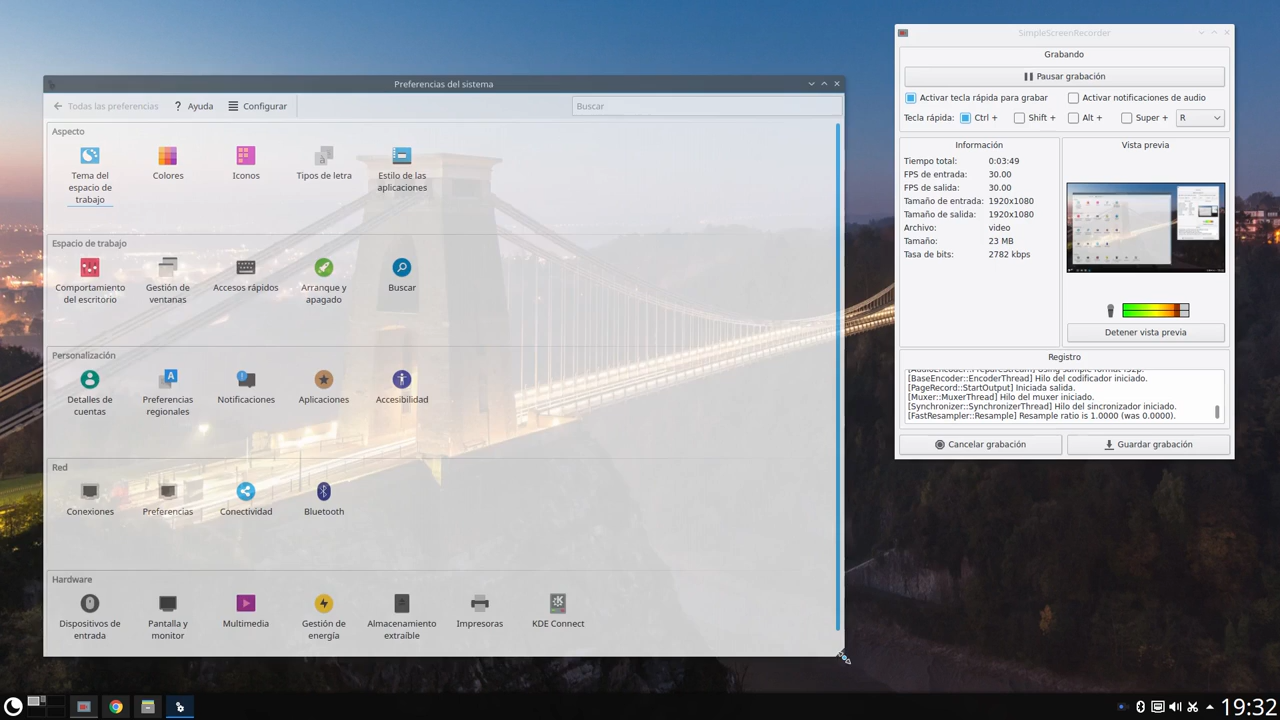 Preferencias del sistema
Todas las preferencias
Ayuda
Configurar
Buscar
Aspecto
Tema del
espacio de
trabajo
Colores
Iconos
Tipos de letra
Estilo de las
aplicaciones
Espacio de trabajo
Comportamiento
del escritorio
Gestión de
ventanas
Accesos rápidos
Arranque y
apagado
Buscar
Personalización
Detalles de
cuentas
Preferencias
regionales
Notificaciones
Aplicaciones
Accesibilidad
Red
Conexiones
Preferencias
Conectividad
Bluetooth
Hardware
Dispositivos de
entrada
Pantalla y
monitor
Multimedia
Gestión de
energía
Almacenamiento
extraíble
Impresoras
KDE Connect
SimpleScreenRecorder
Grabando
Pausar grabación
Activar tecla rápida para grabar
Activar notificaciones de audio
Tecla rápida: Ctrl + Shift + Alt + Super + R
Información
Tiempo total: 0:03:49
FPS de entrada: 30.00
FPS de salida: 30.00
Tamaño de entrada: 1920x1080
Tamaño de salida: 1920x1080
Archivo: video
Tamaño: 23 MB
Tasa de bits: 2782 kbps
Vista previa
Detener vista previa
Registro
[BaseEncoder::EncoderThread] Hilo del codificador iniciado.
[PageRecord::StartOutput] Iniciada salida.
[Muxer::MuxerThread] Hilo del muxer iniciado.
[Synchronizer::SynchronizerThread] Hilo del sincronizador iniciado.
[FastResampler::Resample] Resample ratio is 1.0000 (was 0.0000).
Cancelar grabación
Guardar grabación
19:32